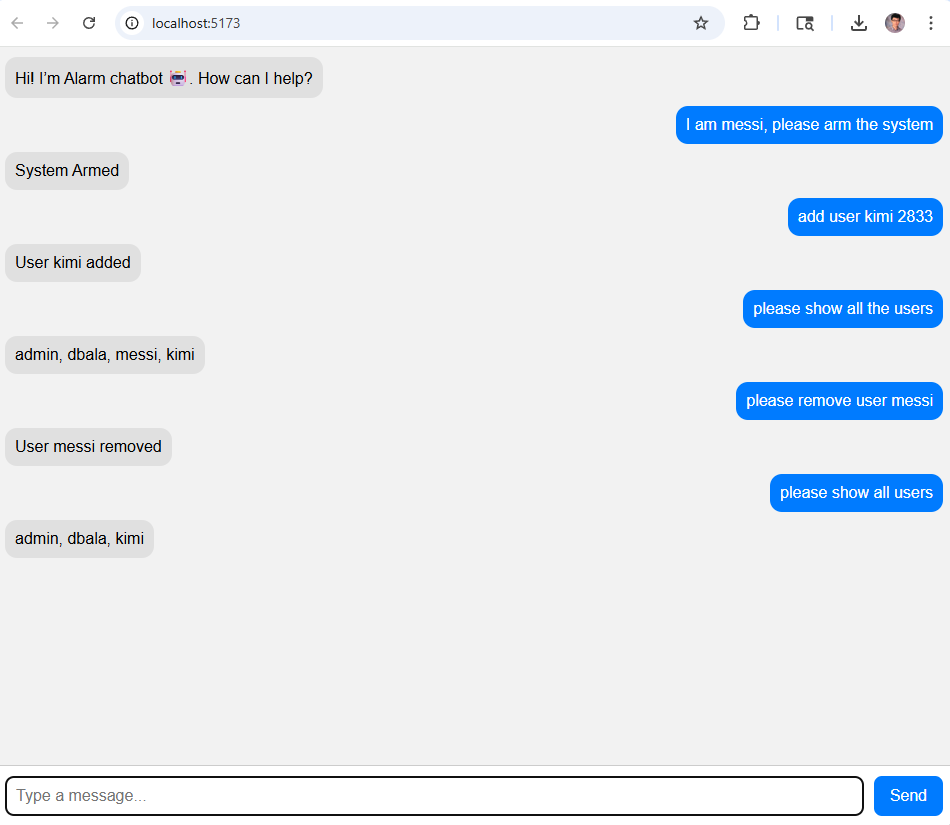 localhost:5173
Hi! I'm Alarm chatbot 🤖. How can I help?
I am messi, please arm the system
System Armed
add user kimi 2833
User kimi added
please show all the users
admin, dbala, messi, kimi
please remove user messi
User messi removed
please show all users
admin, dbala, kimi
Type a message...
Send